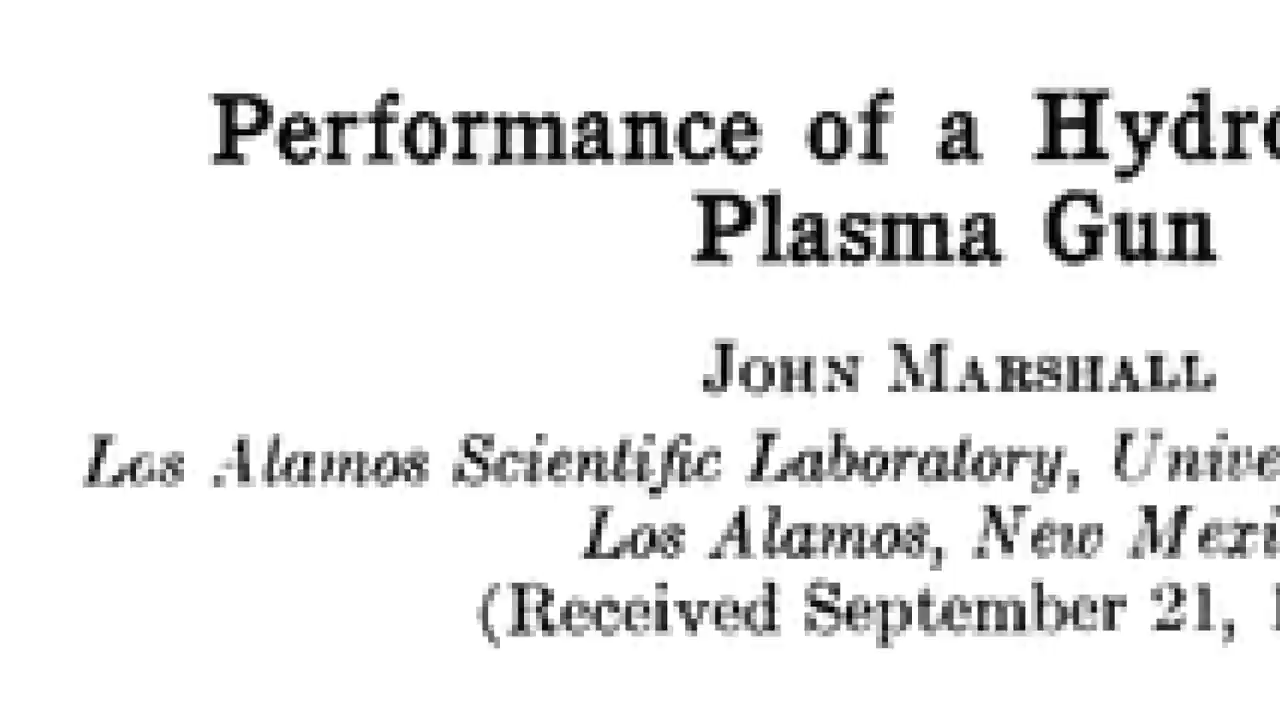 Performance of a Hydro
Plasma Gun
JOHN MARSHALL
Los Alamos Scientific Laboratory, Unive
Los Alamos, New Mexi
(Received September 21, 1